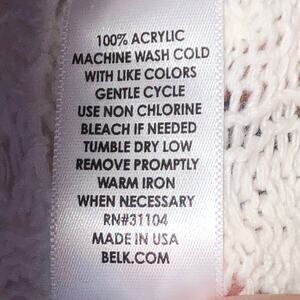 100% ACRYLIC
MACHINE WASH COLD
WITH LIKE COLORS
GENTLE CYCLE
USE NON CHLORINE
BLEACH IF NEEDED
TUMBLE DRY LOW
REMOVE PROMPTLY
WARM IRON
WHEN NECESSARY
RN#31104
MADE IN USA
BELK.COM